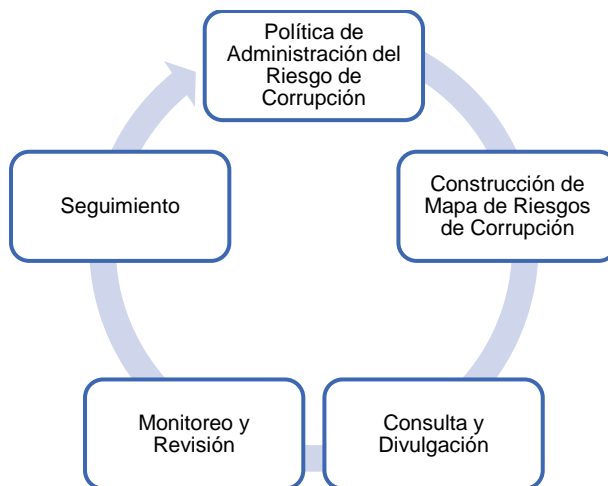 Política de
Administración del
Riesgo de
Corrupción
Construcción de
Mapa de Riesgos
de Corrupción
Consulta y
Divulgación
Monitoreo y
Revisión
Seguimiento